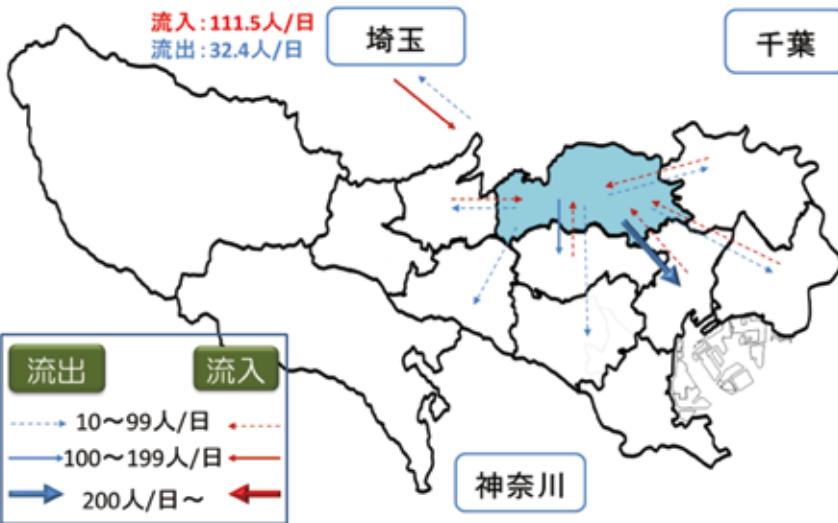 流入:111.5人/日
流出:32.4人/日
埼玉
千葉
流出 流入
10～99人/日
100～199人/日
200人/日～
神奈川